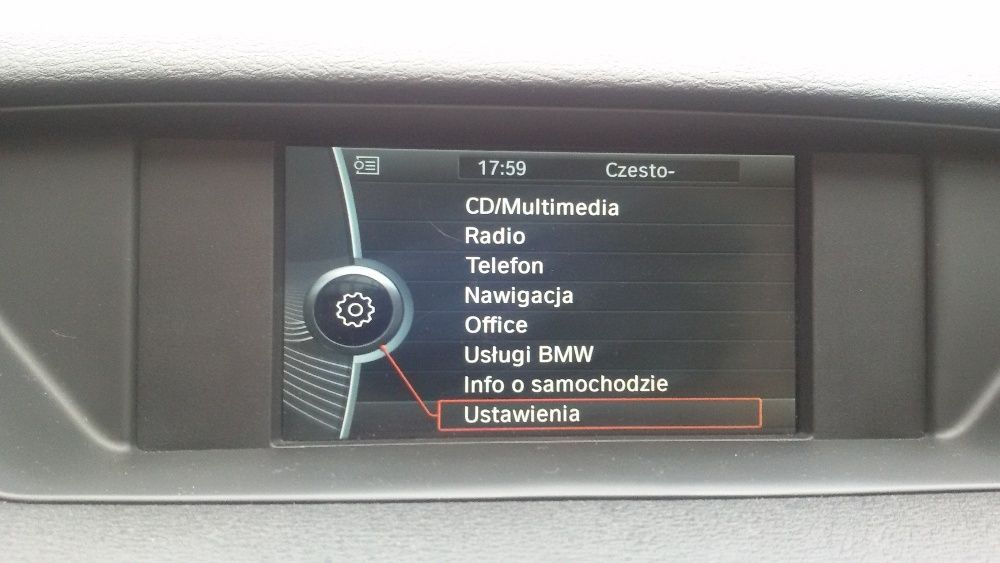 17:59 Czesto-
CD/Multimedia
Radio
Telefon
Nawigacja
Office
Usługi BMW
Info o samochodzie
Ustawienia